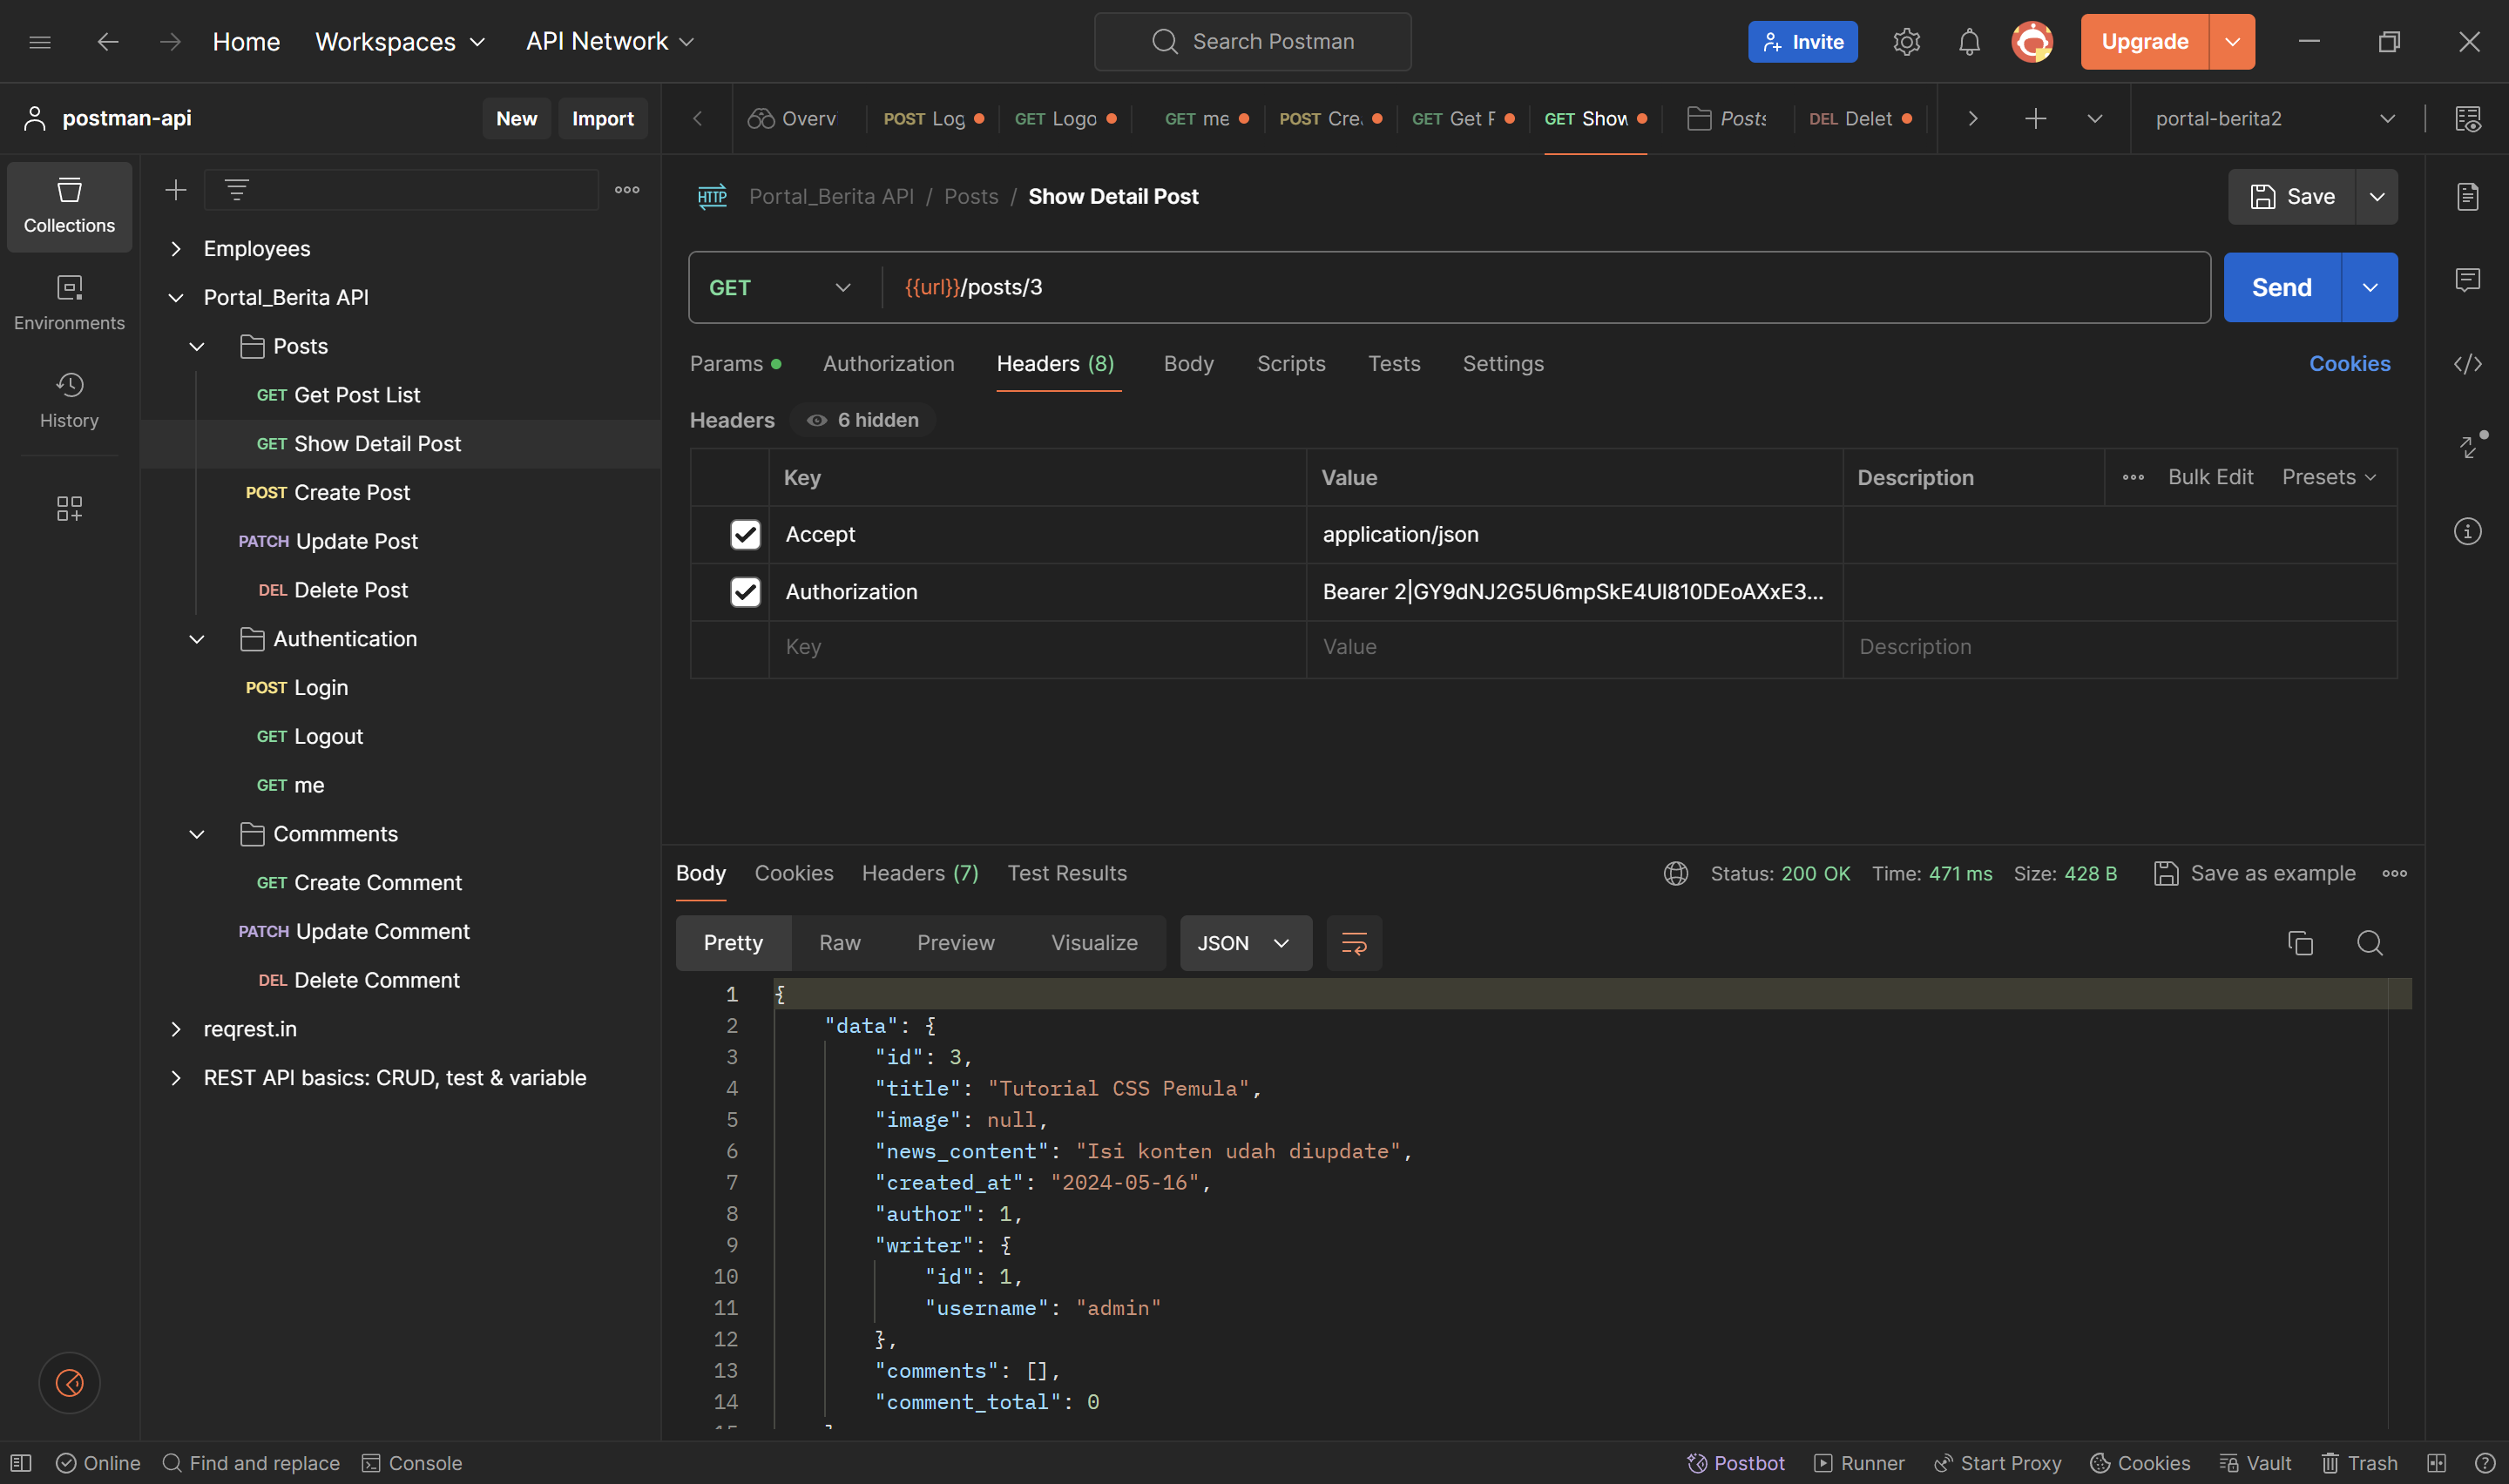 Home Workspaces API Network Search Postman Invite Upgrade
postman-api New Import
Overv POST Log GET Logo GET me POST Cre GET Get P GET Show Posts DEL Delet portal-berita2
Collections
Environments
History
Employees
Portal_Berita API
Posts
GET Get Post List
GET Show Detail Post
POST Create Post
PATCH Update Post
DEL Delete Post
Authentication
POST Login
GET Logout
GET me
Commments
GET Create Comment
PATCH Update Comment
DEL Delete Comment
reqrest.in
REST API basics: CRUD, test & variable
HTTP Portal_Berita API / Posts / Show Detail Post Save
GET {{url}}/posts/3 Send
Params Authorization Headers (8) Body Scripts Tests Settings Cookies
Headers 6 hidden
Key Value Description Bulk Edit Presets
Accept application/json
Authorization Bearer 2|GY9dNJ2G5U6mpSkE4UI810DEoAXxE3...
Key Value Description
Body Cookies Headers (7) Test Results Status: 200 OK Time: 471 ms Size: 428 B Save as example
Pretty Raw Preview Visualize JSON
1 {
2 "data": {
3 "id": 3,
4 "title": "Tutorial CSS Pemula",
5 "image": null,
6 "news_content": "Isi konten udah diupdate",
7 "created_at": "2024-05-16",
8 "author": 1,
9 "writer": {
10 "id": 1,
11 "username": "admin"
12 },
13 "comments": [],
14 "comment_total": 0
Online Find and replace Console Postbot Runner Start Proxy Cookies Vault Trash